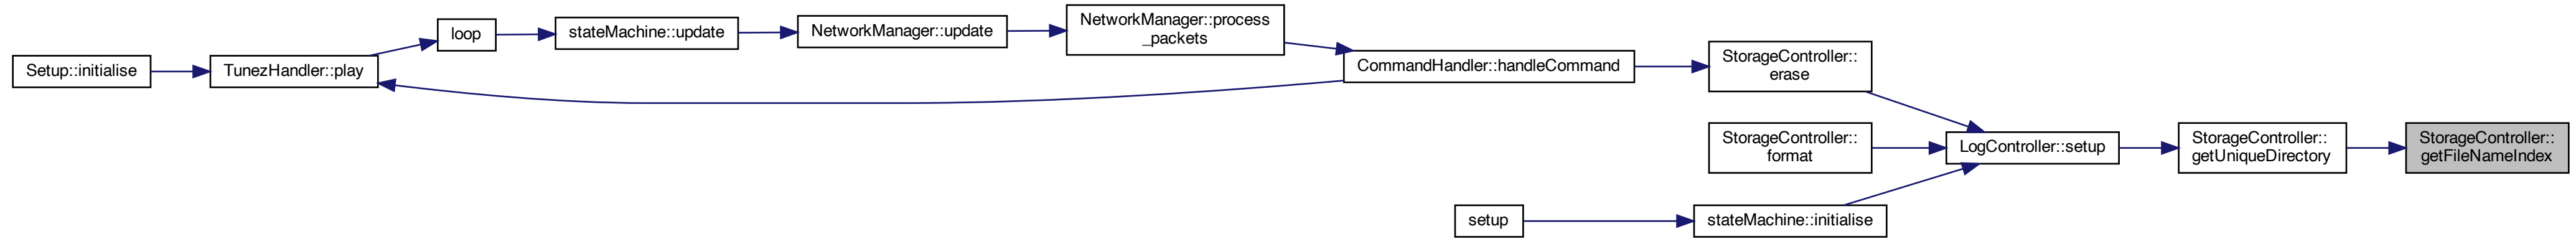 Setup::initialise
TunezHandler::play
loop
stateMachine::update
NetworkManager::update
NetworkManager::process
_packets
CommandHandler::handleCommand
StorageController::
erase
StorageController::
format
setup
stateMachine::initialise
LogController::setup
StorageController::
getUniqueDirectory
StorageController::
getFileNameIndex